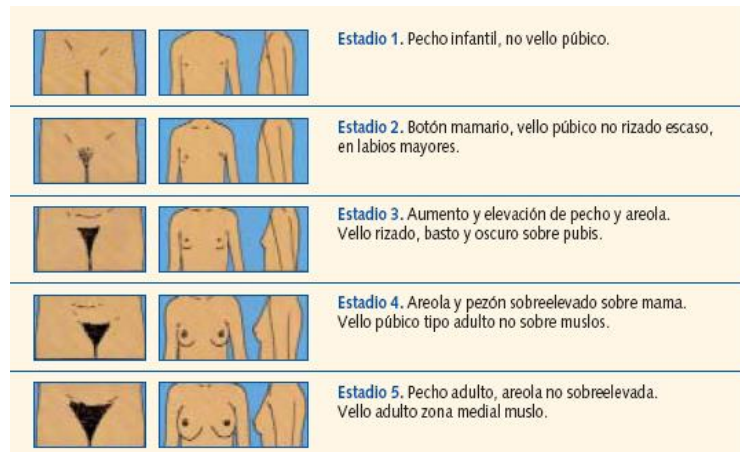 Estadio 1. Pecho infantil, no vello púbico.
Estadio 2. Botón mamario, vello púbico no rizado escaso,
en labios mayores.
Estadio 3. Aumento y elevación de pecho y areola.
Vello rizado, basto y oscuro sobre pubis.
Estadio 4. Areola y pezón sobreelevado sobre mama.
Vello púbico tipo adulto no sobre muslos.
Estadio 5. Pecho adulto, areola no sobreelevada.
Vello adulto zona medial muslo.